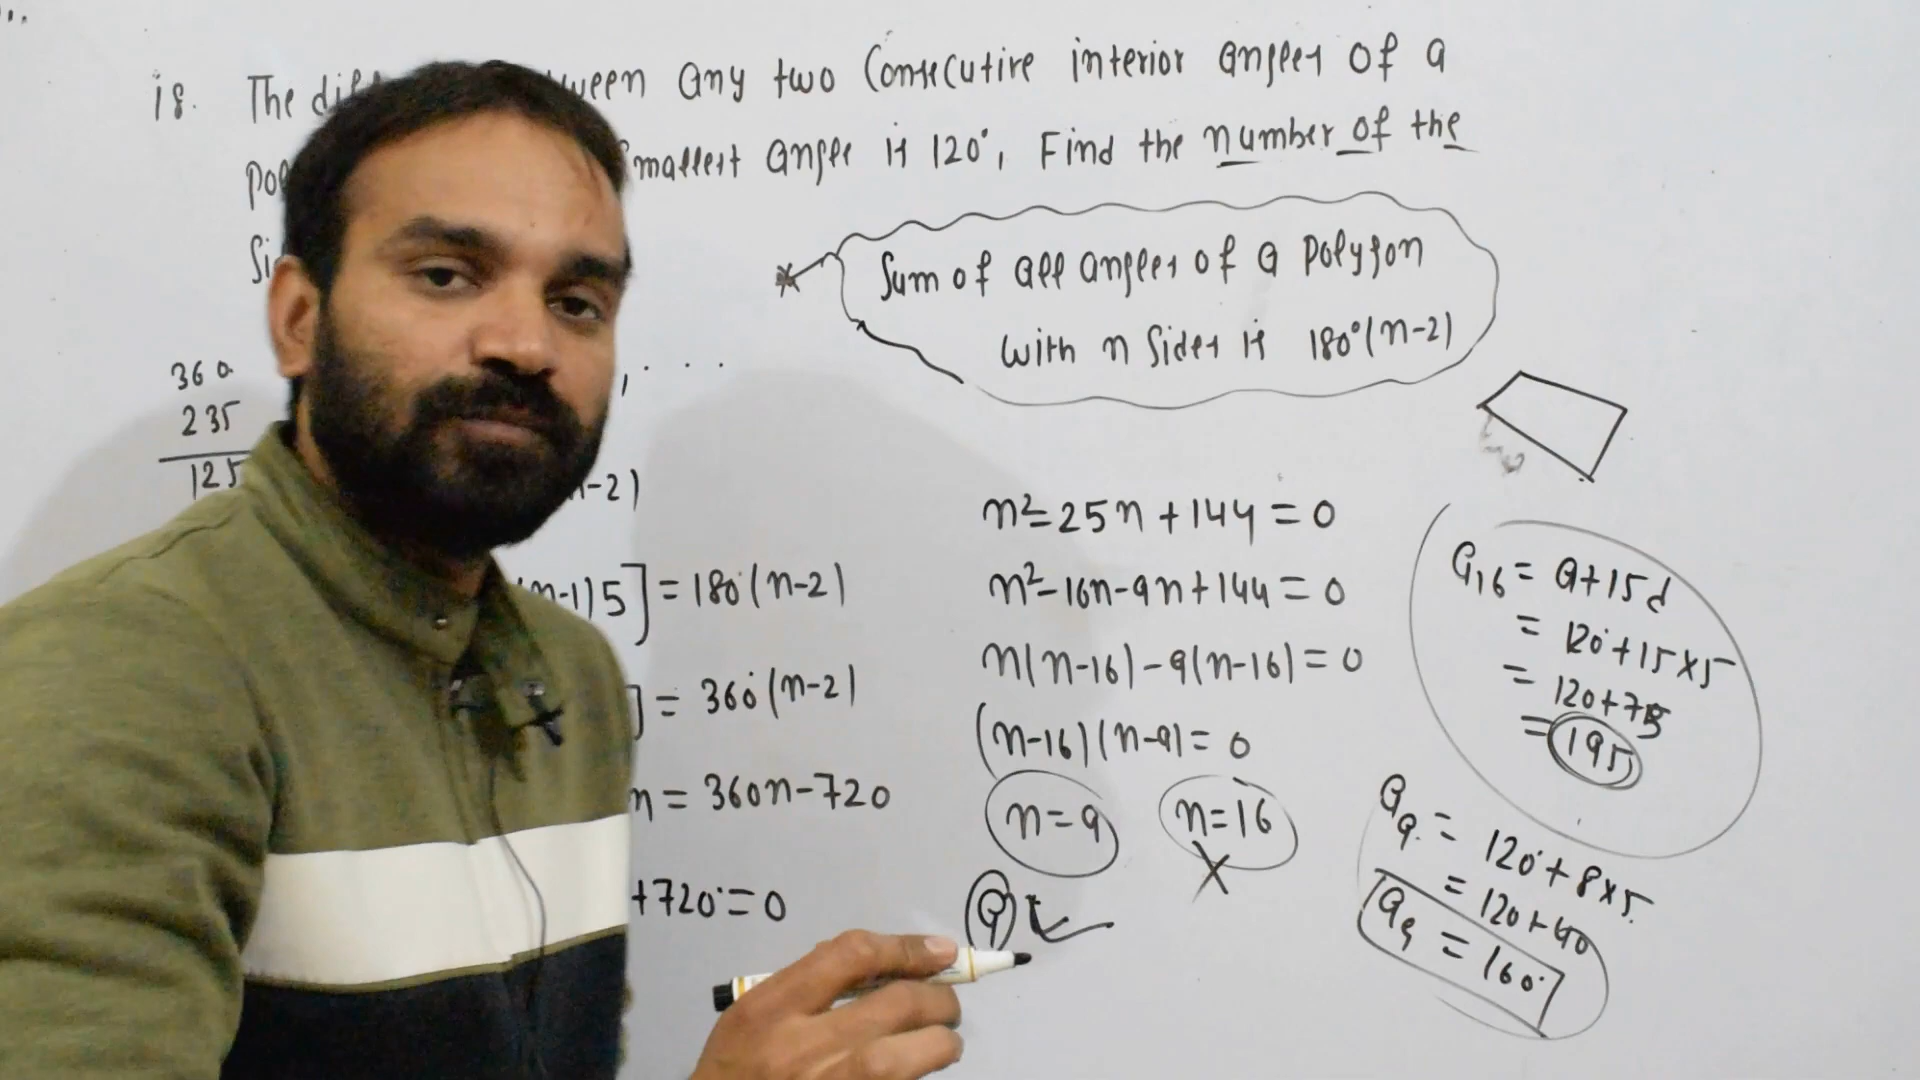 18. The dif ween any two Consecutive interior angles of a
po mallest angle is 120°, Find the number of the
Si
Sum of all angles of a polygon
with n sides is 180°(n-2)
, . . .
360
235
125
n-2)
n-1)5] = 180°(n-2)
] = 360°(n-2)
n = 360n-720
+720 = 0
n²-25n+144=0
n²-16n-9n+144=0
n(n-16)-9(n-16)=0
(n-16)(n-9)=0
n=9 n=16
9
a₁₆ = a+15d
= 120°+15×5
= 120+75
= 195
a₉ = 120°+8×5
= 120+40
a₉ = 160°